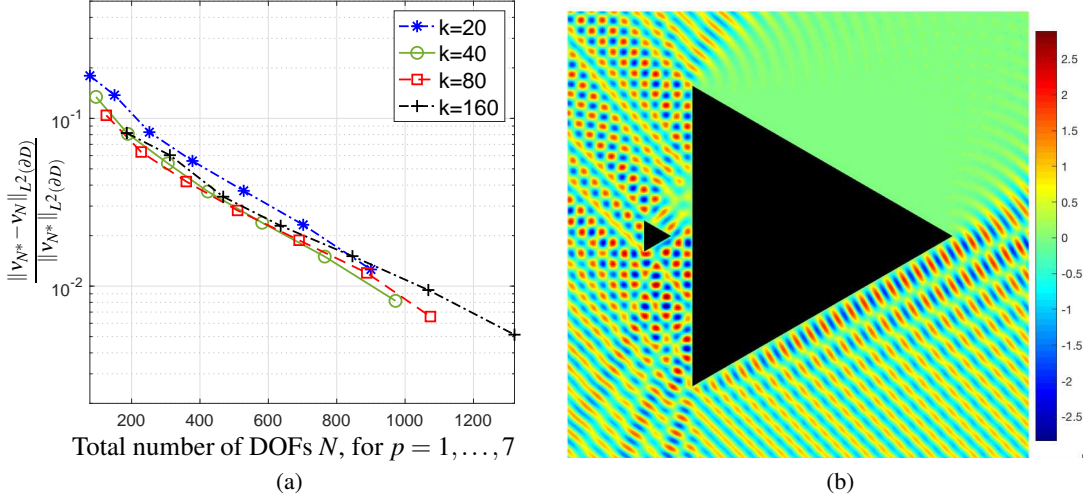 k=20
k=40
k=80
k=160
10^{-1}
10^{-2}
‖v_{N*} − v_N‖_{L²(∂D)}
‖v_{N*}‖_{L²(∂D)}
200 400 600 800 1000 1200
Total number of DOFs N, for p = 1,…,7
(a)
2.5
2
1.5
1
0.5
0
-0.5
-1
-1.5
-2
-2.5
(b)